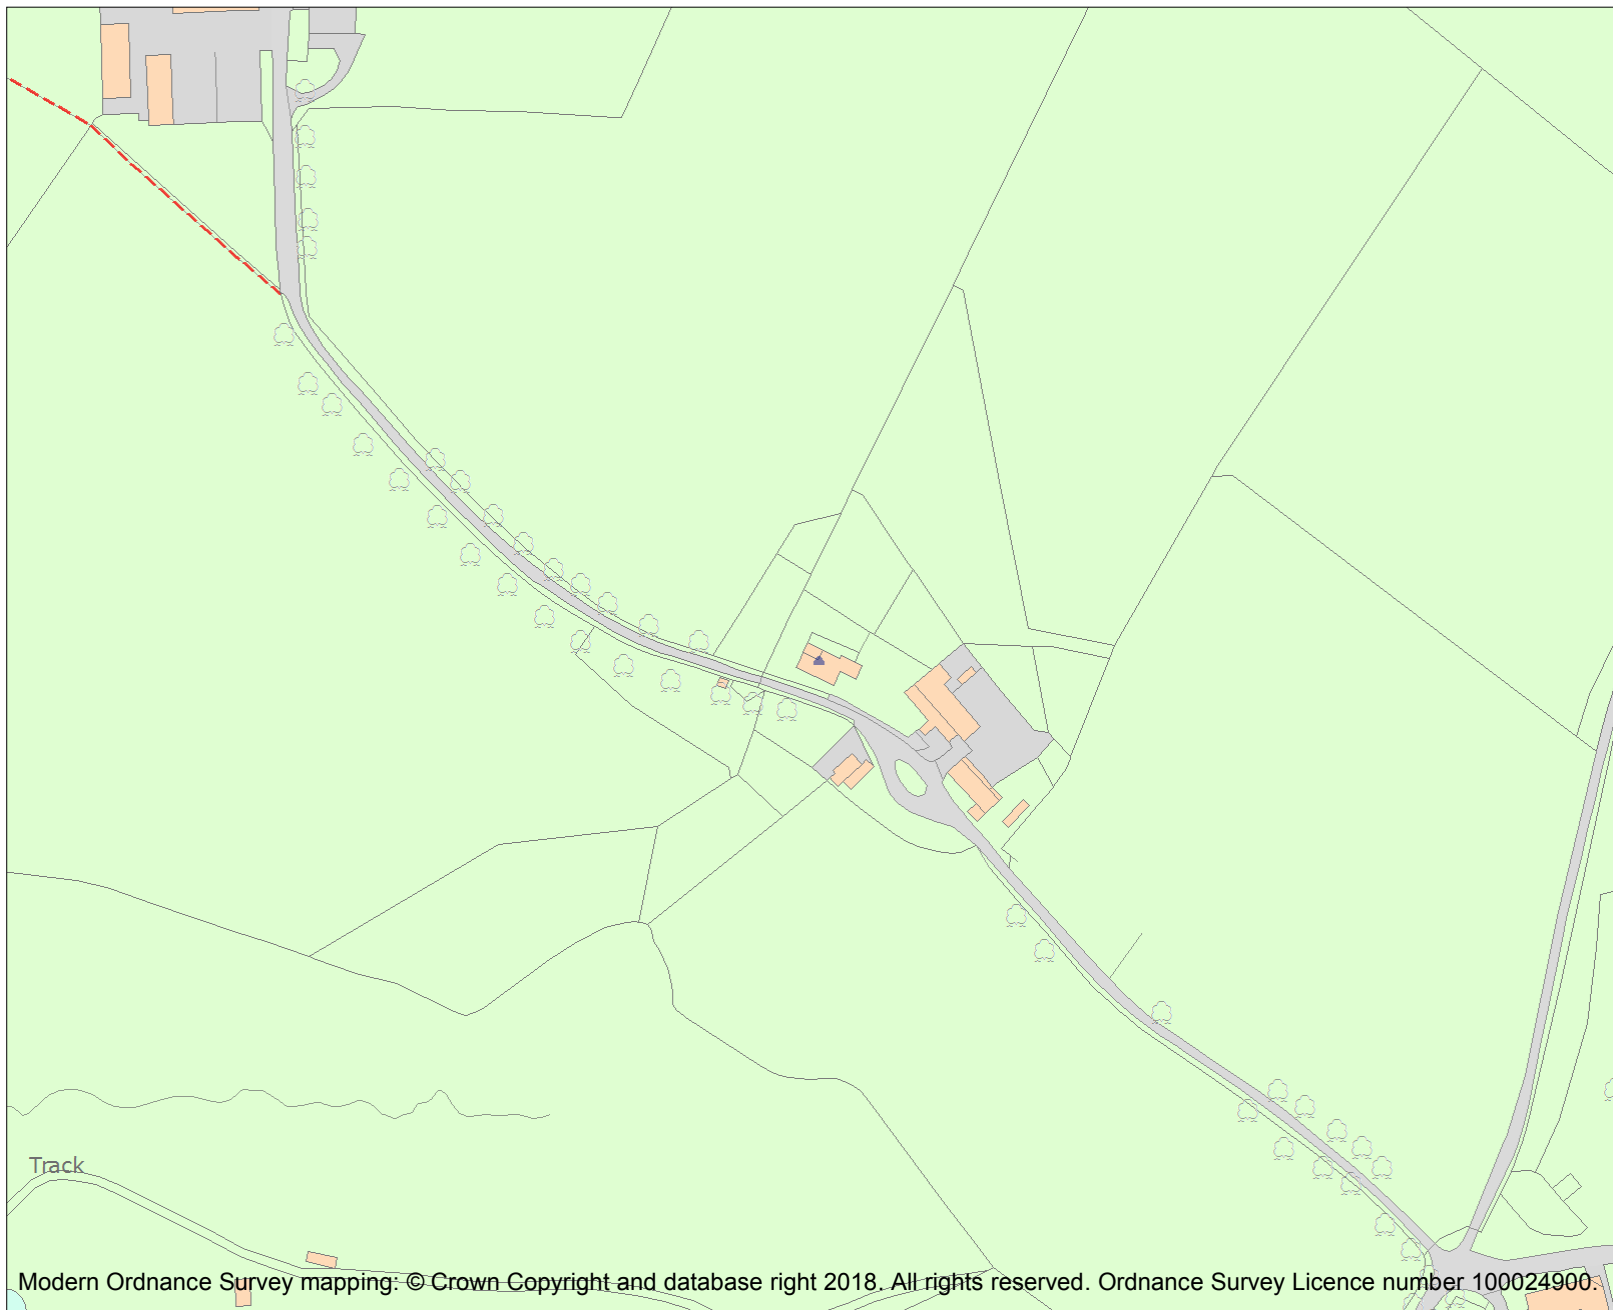 Track
Modern Ordnance Survey mapping: © Crown Copyright and database right 2018. All rights reserved. Ordnance Survey Licence number 100024900.